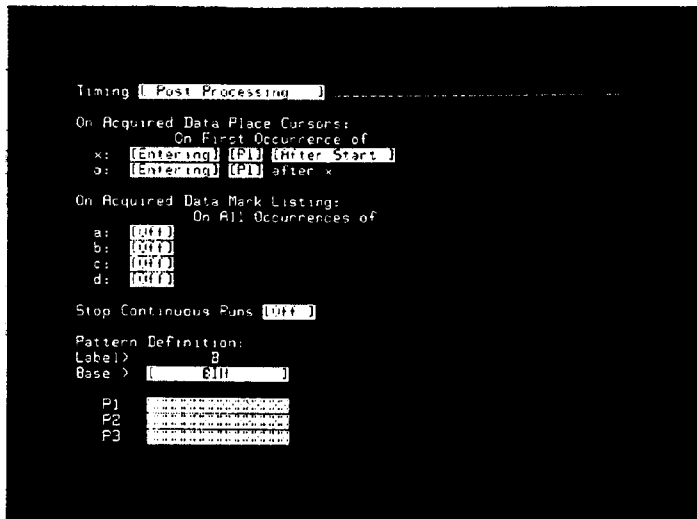 Timing [ Post Processing ]
On Acquired Data Place Cursors:
On First Occurrence of
x: [Entering] [P1] [After Start ]
o: [Entering] [P1] after x
On Acquired Data Mark Listing:
On All Occurrences of
a: [Off]
b: [Off]
c: [Off]
d: [Off]
Stop Continuous Runs [Off ]
Pattern Definition:
Label> B
Base > [ ]
P1
P2
P3